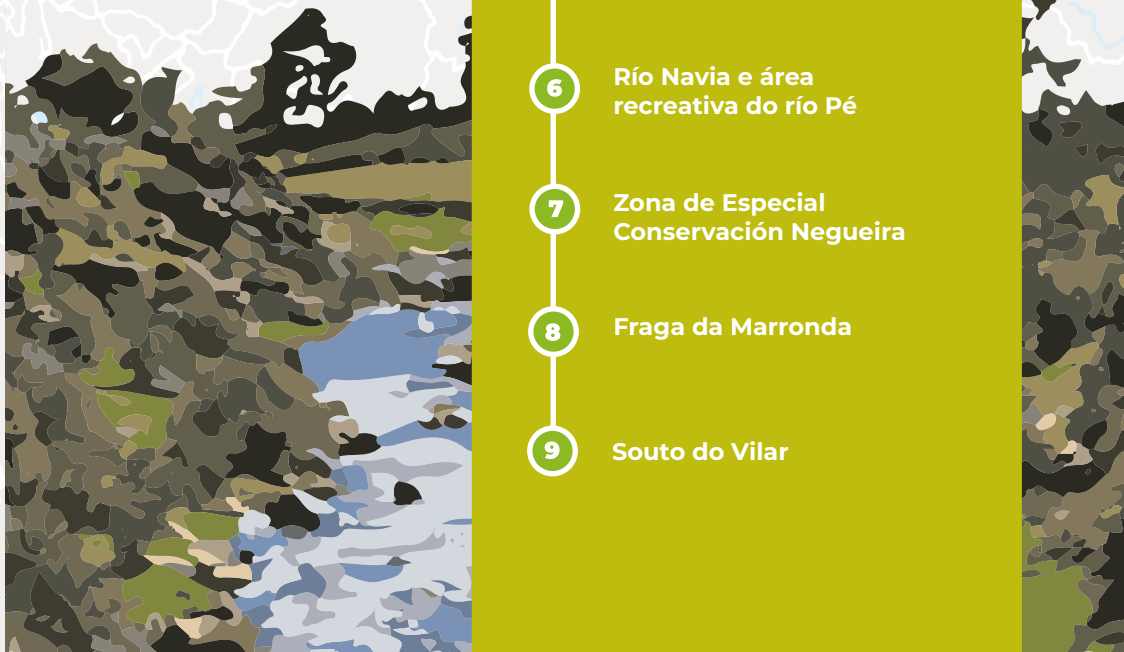 6
Río Navia e área
recreativa do río Pé
7
Zona de Especial
Conservación Negueira
8
Fraga da Marronda
9
Souto do Vilar